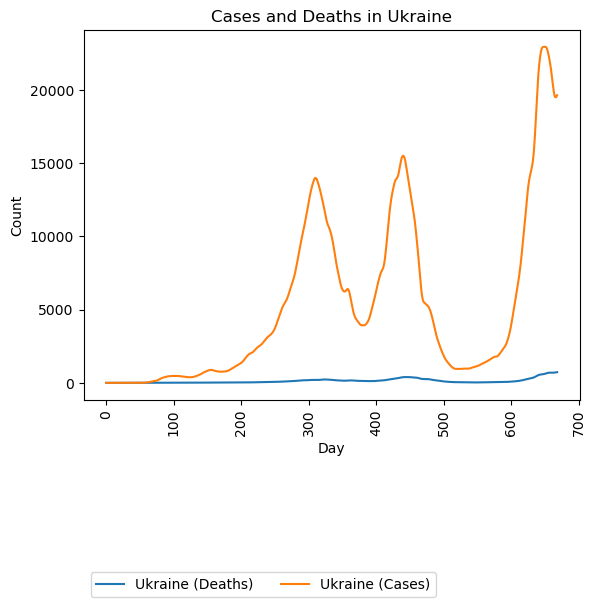 Cases and Deaths in Ukraine
Count
20000
15000
10000
5000
0
0 100 200 300 400 500 600 700
Day
Ukraine (Deaths) Ukraine (Cases)